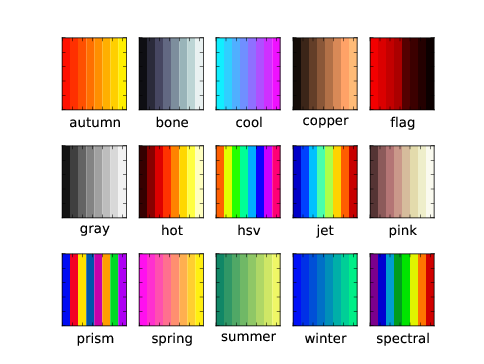 autumn bone cool copper flag
gray hot hsv jet pink
prism spring summer winter spectral